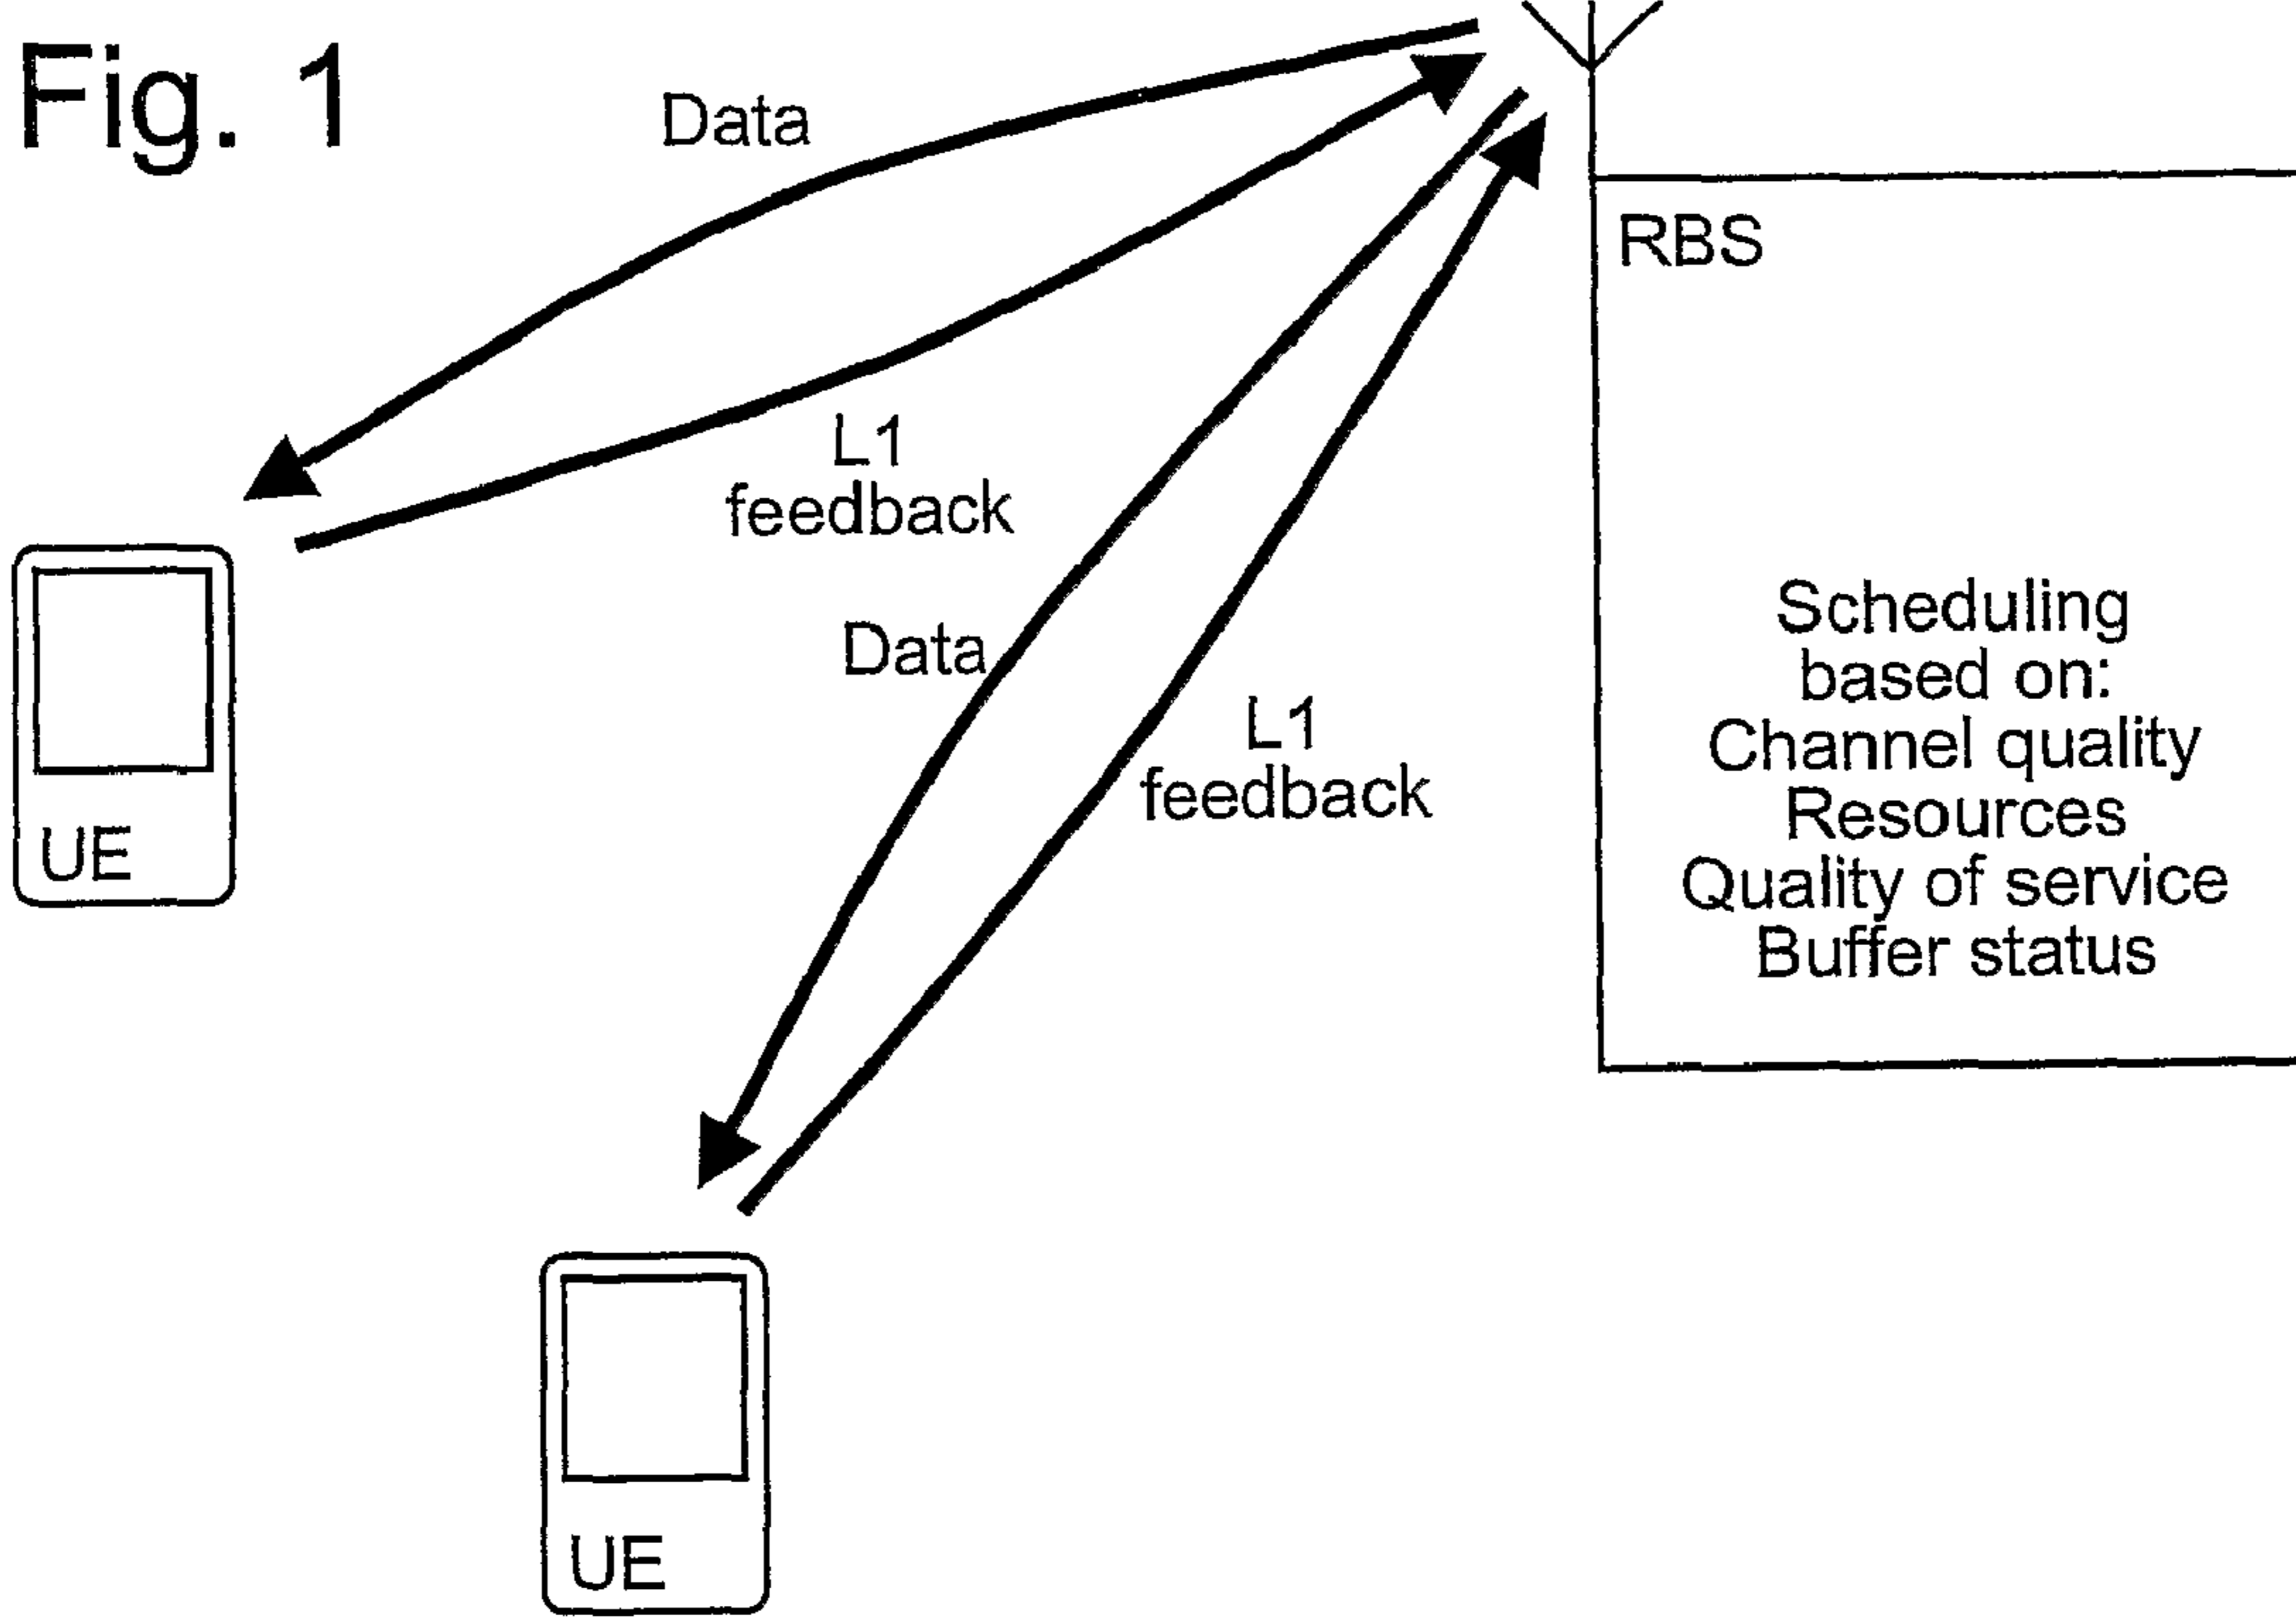 Fig. 1
Data
RBS
L1
feedback
Data
L1
feedback
UE
Scheduling
based on:
Channel quality
Resources
Quality of service
Buffer status
UE